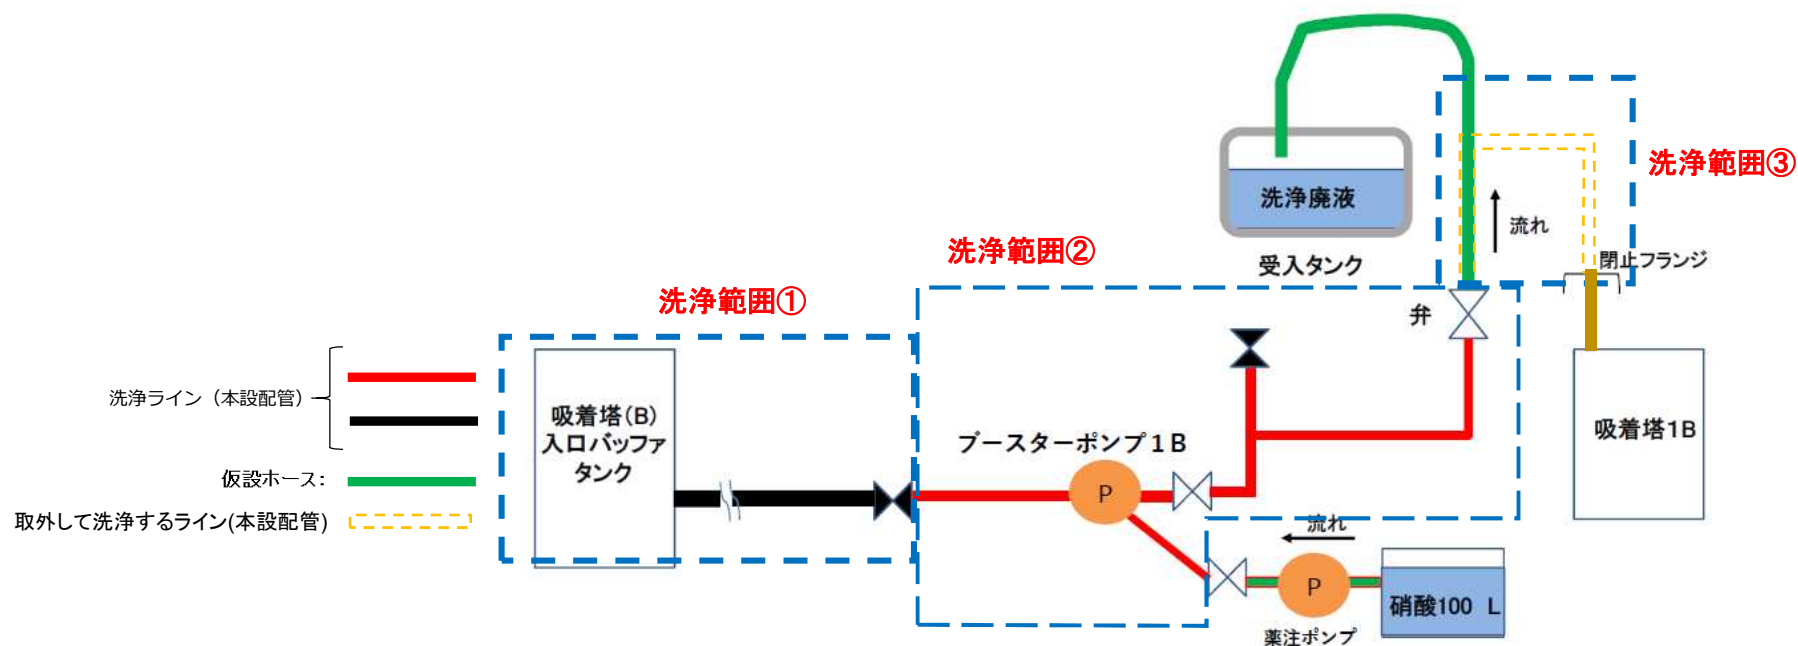 洗浄ライン（本設配管）
仮設ホース：
取外して洗浄するライン(本設配管)
洗浄範囲①
吸着塔（B）
入口バッファ
タンク
洗浄範囲②
ブースターポンプ１B
P
洗浄廃液
受入タンク
洗浄範囲③
流れ
閉止フランジ
弁
吸着塔1B
流れ
P
薬注ポンプ
硝酸100 L